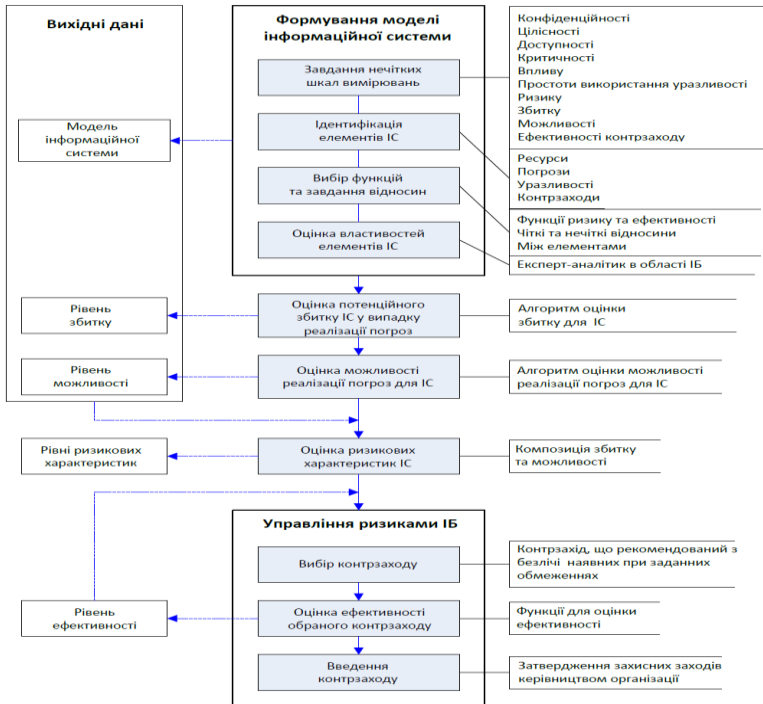 Вихідні дані
Модель
інформаційної
системи
Рівень
збитку
Рівень
можливості
Рівні ризикових
характеристик
Рівень
ефективності
Формування моделі
інформаційної системи
Завдання нечітких
шкал вимірювань
Ідентифікація
елементів ІС
Вибір функцій
та завдання відносин
Оцінка властивостей
елементів ІС
Оцінка потенційного
збитку ІС у випадку
реалізації погроз
Оцінка можливості
реалізації погроз для ІС
Оцінка ризикових
характеристик ІС
Управління ризиками ІБ
Вибір контрзаходу
Оцінка ефективності
обраного контрзаходу
Введення
контрзаходу
Конфіденційності
Цілісності
Доступності
Критичності
Впливу
Простоти використання уразливості
Ризику
Збитку
Можливості
Ефективності контрзаходу
Ресурси
Погрози
Уразливості
Контрзаходи
Функції ризику та ефективності
Чіткі та нечіткі відносини
Між елементами
Експерт-аналітик в області ІБ
Алгоритм оцінки
збитку для ІС
Алгоритм оцінки можливості
реалізації погроз для ІС
Композиція збитку
та можливості
Контрзахід, що рекомендований з
безлічі наявних при заданних
обмеженнях
Функції для оцінки
ефективності
Затвердження захисних заходів
керівництвом організації